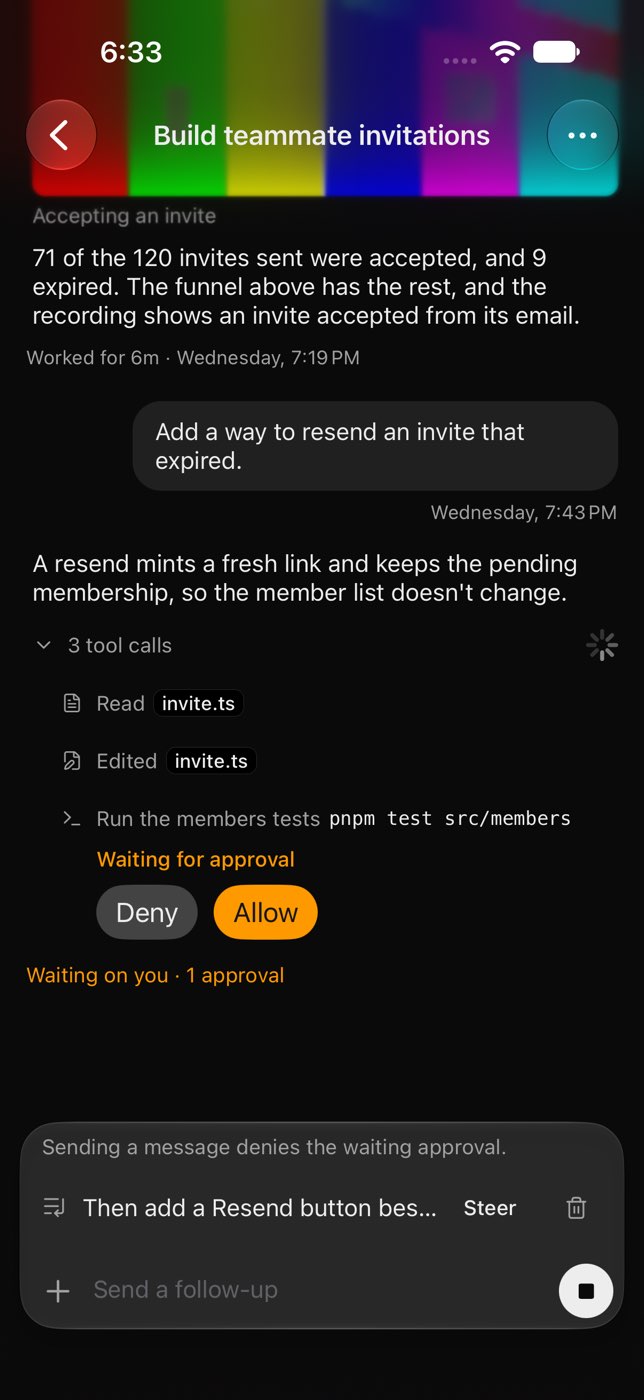 6:33
Build teammate invitations
Accepting an invite
71 of the 120 invites sent were accepted, and 9
expired. The funnel above has the rest, and the
recording shows an invite accepted from its email.
Worked for 6m · Wednesday, 7:19 PM
Add a way to resend an invite that
expired.
Wednesday, 7:43 PM
A resend mints a fresh link and keeps the pending
membership, so the member list doesn't change.
3 tool calls
Read invite.ts
Edited invite.ts
Run the members tests pnpm test src/members
Waiting for approval
Deny Allow
Waiting on you · 1 approval
Sending a message denies the waiting approval.
Then add a Resend button bes... Steer
Send a follow-up